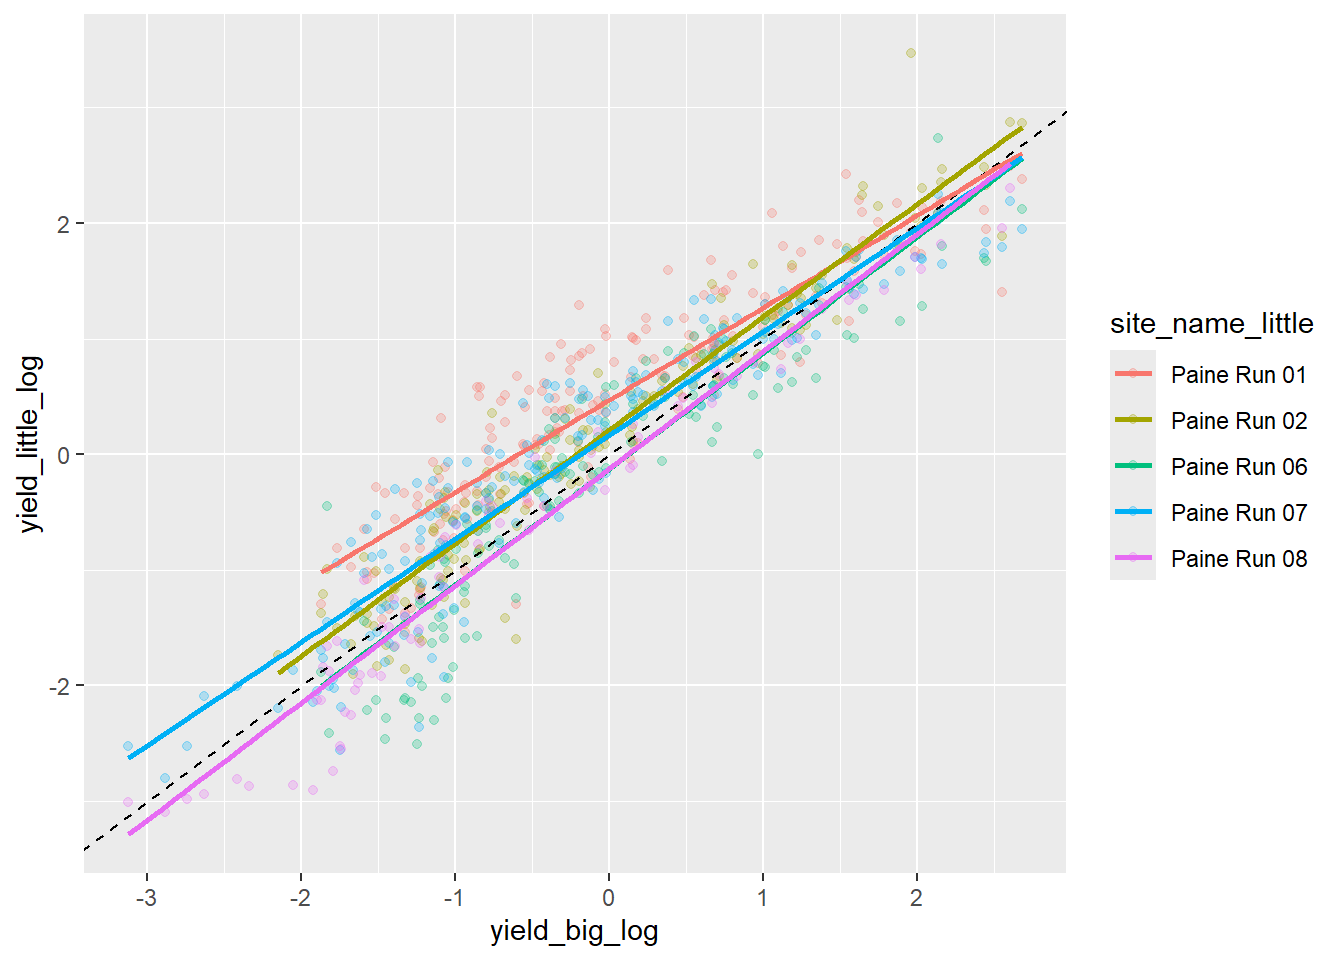 yield_little_log
2
0
-2
-3
-2
-1
0
1
2
yield_big_log
site_name_little
Paine Run 01
Paine Run 02
Paine Run 06
Paine Run 07
Paine Run 08